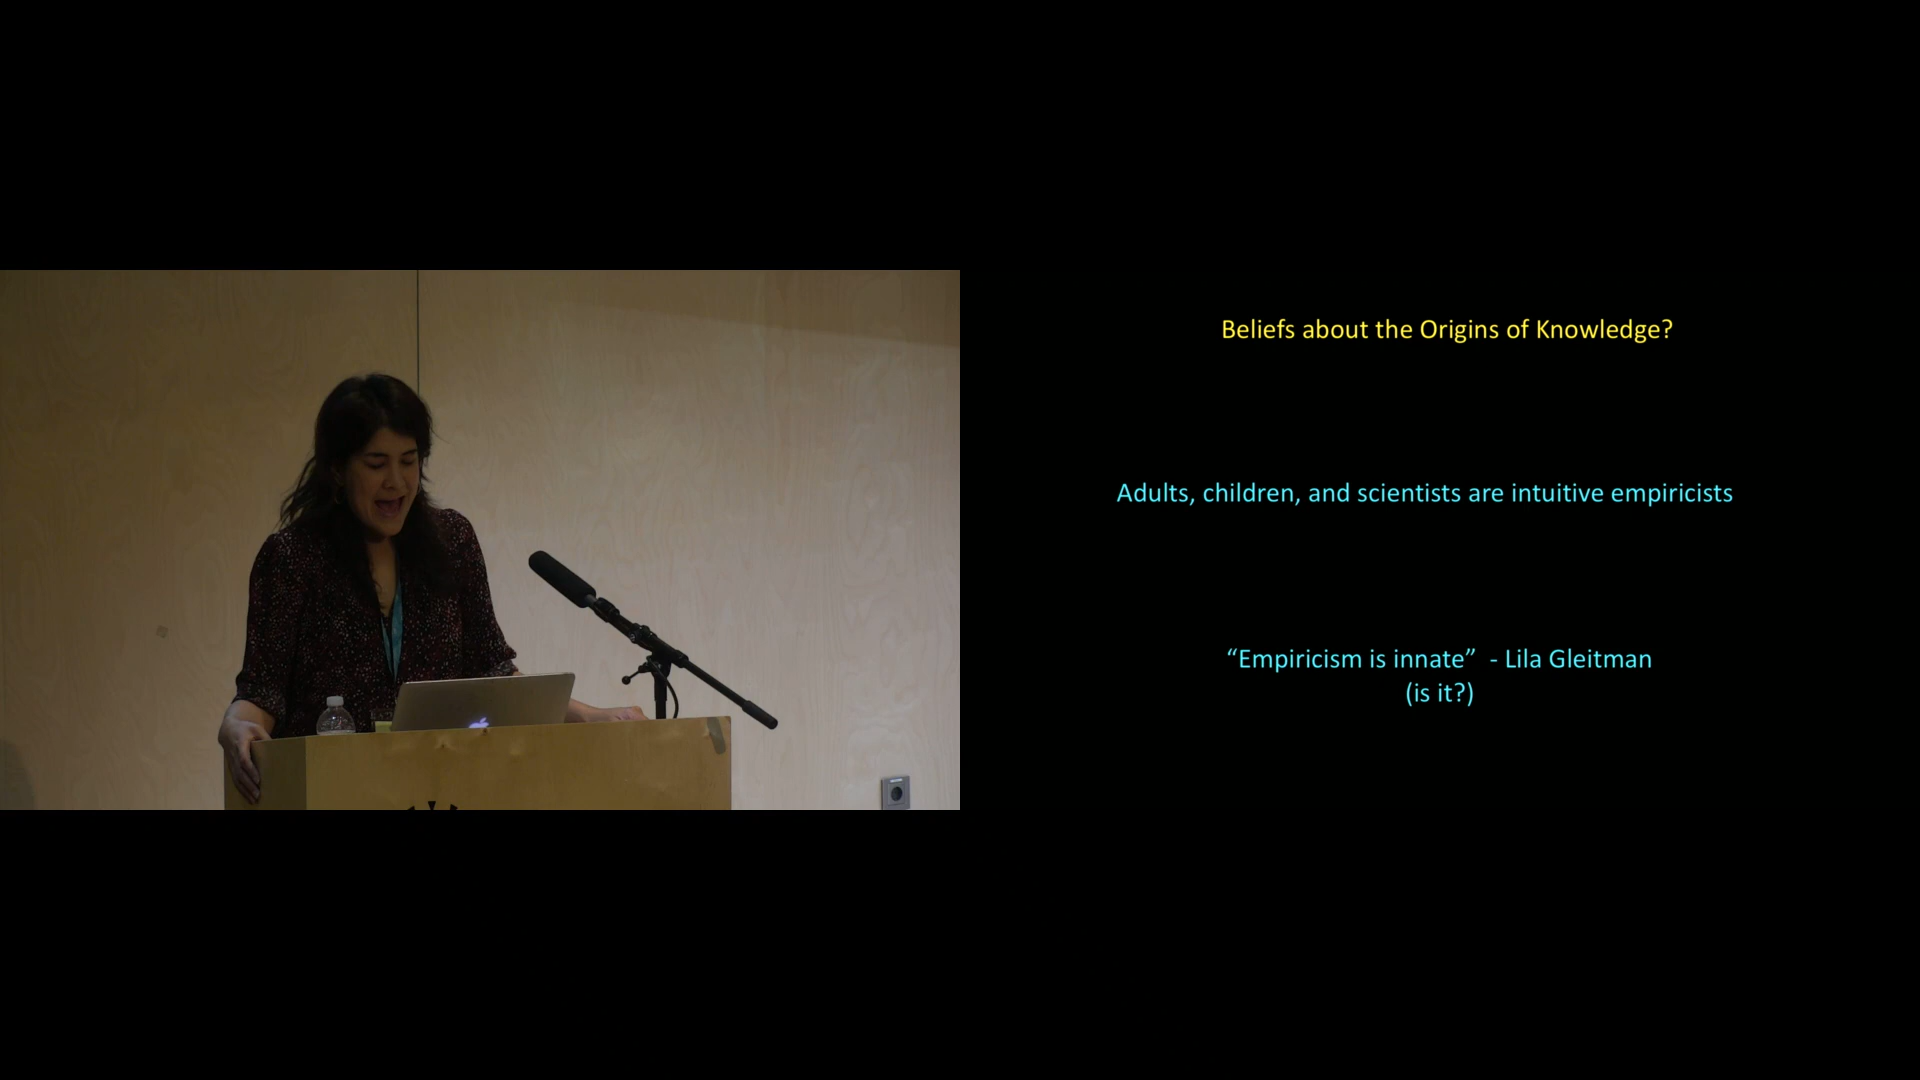 Beliefs about the Origins of Knowledge?
Adults, children, and scientists are intuitive empiricists
“Empiricism is innate”  - Lila Gleitman
(is it?)